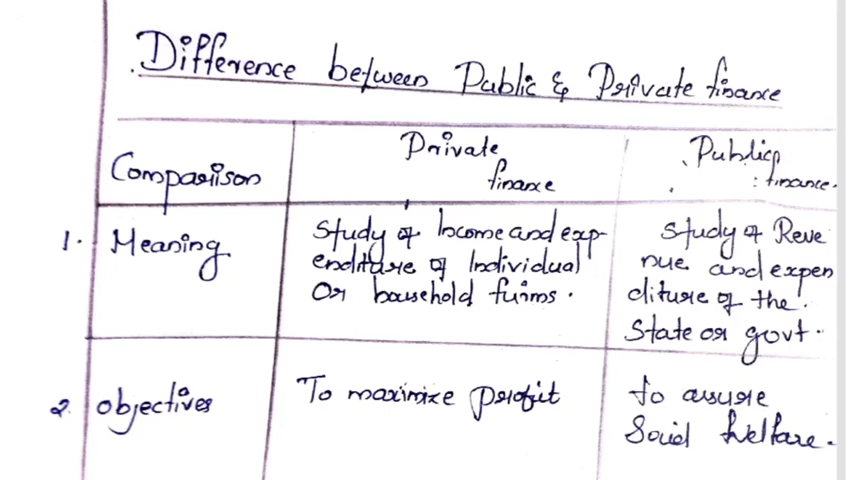 Difference between Public & Private finance
Comparison
Private
finance
Public
finance.
1. Meaning
Study of Income and exp-
enditure of Individual
Or household firms.
Study of Reve
nue and expen
diture of the
State or govt.
2. Objectives
To maximize profit
to assure
Social Welfare.